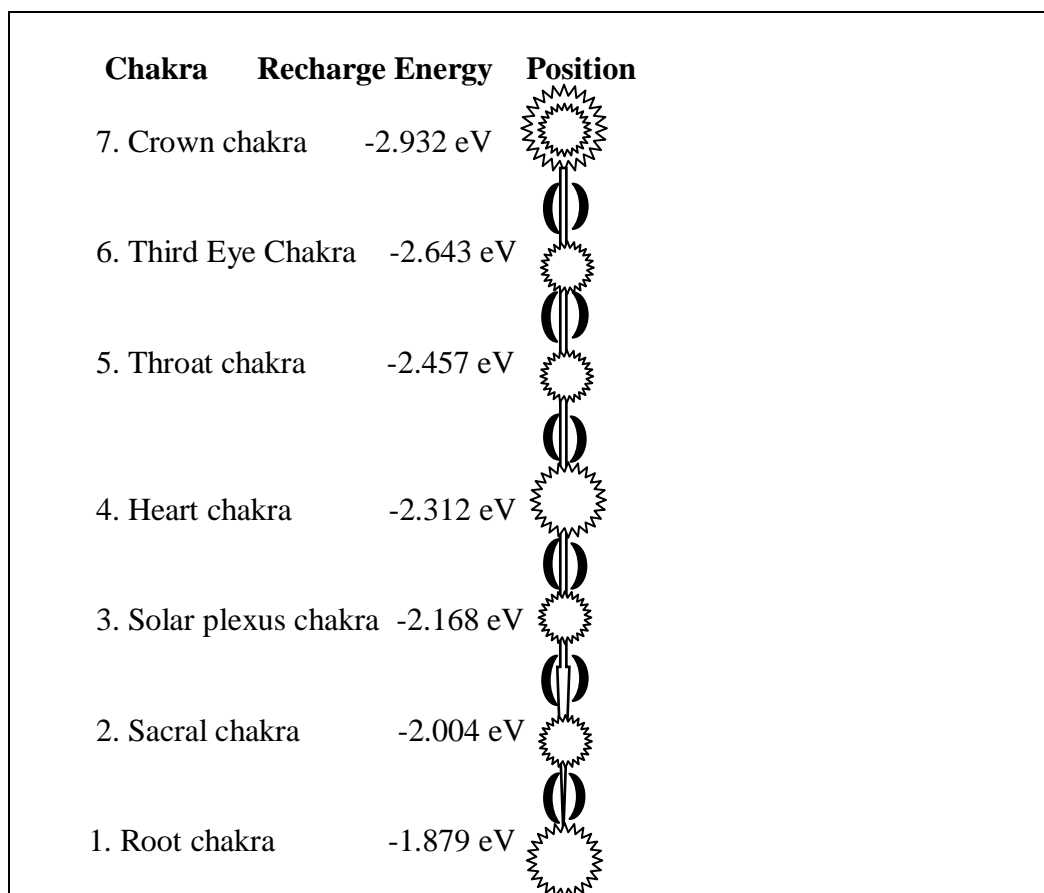 Chakra Recharge Energy Position
7. Crown chakra -2.932 eV
6. Third Eye Chakra -2.643 eV
5. Throat chakra -2.457 eV
4. Heart chakra -2.312 eV
3. Solar plexus chakra -2.168 eV
2. Sacral chakra -2.004 eV
1. Root chakra -1.879 eV